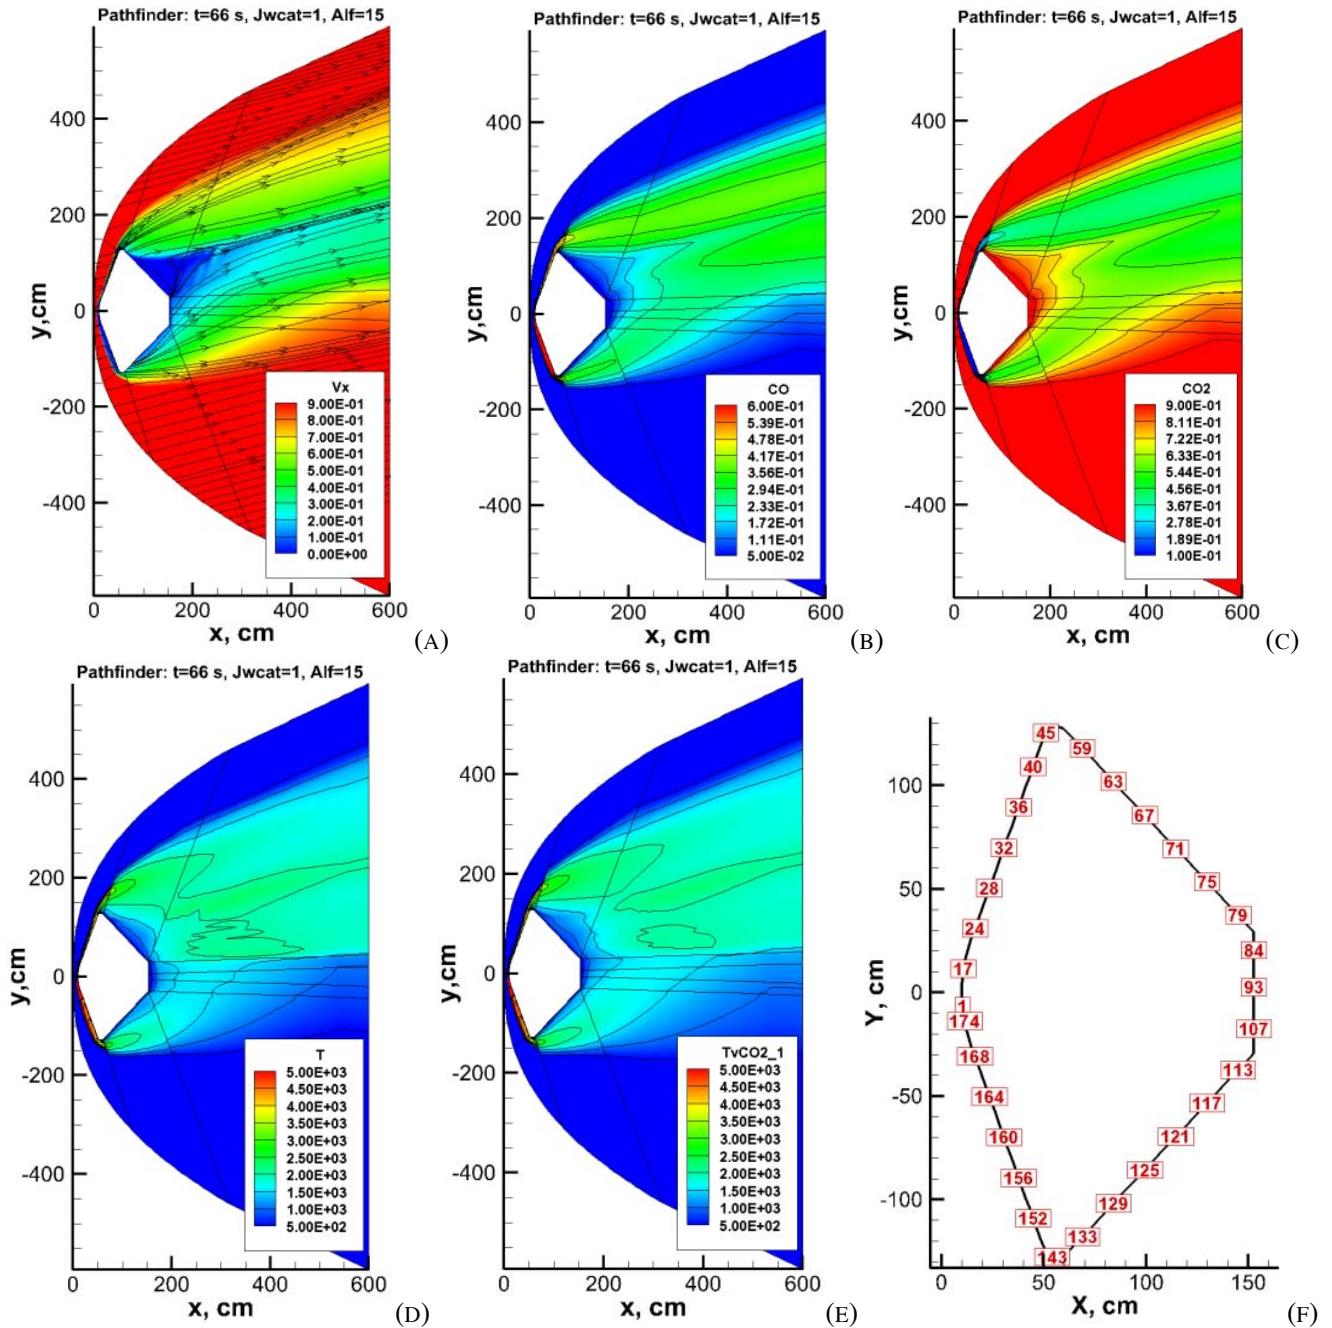 Pathfinder: t=66 s, Jwcat=1, Alf=15
400
200
0
-200
-400
y,cm
0 200 400 600
x, cm
Vx
9.00E-01
8.00E-01
7.00E-01
6.00E-01
5.00E-01
4.00E-01
3.00E-01
2.00E-01
1.00E-01
0.00E+00
(A)
Pathfinder: t=66 s, Jwcat=1, Alf=15
400
200
0
-200
-400
y,cm
0 200 400 600
x, cm
CO
6.00E-01
5.39E-01
4.78E-01
4.17E-01
3.56E-01
2.94E-01
2.33E-01
1.72E-01
1.11E-01
5.00E-02
(B)
Pathfinder: t=66 s, Jwcat=1, Alf=15
400
200
0
-200
-400
y,cm
0 200 400 600
x, cm
CO2
9.00E-01
8.11E-01
7.22E-01
6.33E-01
5.44E-01
4.56E-01
3.67E-01
2.78E-01
1.89E-01
1.00E-01
(C)
Pathfinder: t=66 s, Jwcat=1, Alf=15
400
200
0
-200
-400
y,cm
0 200 400 600
x, cm
T
5.00E+03
4.50E+03
4.00E+03
3.50E+03
3.00E+03
2.50E+03
2.00E+03
1.50E+03
1.00E+03
5.00E+02
(D)
Pathfinder: t=66 s, Jwcat=1, Alf=15
400
200
0
-200
-400
y,cm
0 200 400 600
x, cm
TvCO2_1
5.00E+03
4.50E+03
4.00E+03
3.50E+03
3.00E+03
2.50E+03
2.00E+03
1.50E+03
1.00E+03
5.00E+02
(E)
100
50
0
-50
-100
Y, cm
0 50 100 150
X, cm
45
59
40
63
36
67
32
71
28
75
24
79
17
84
1
93
174
107
168
113
164
117
160
121
156
125
152
129
143
133
(F)